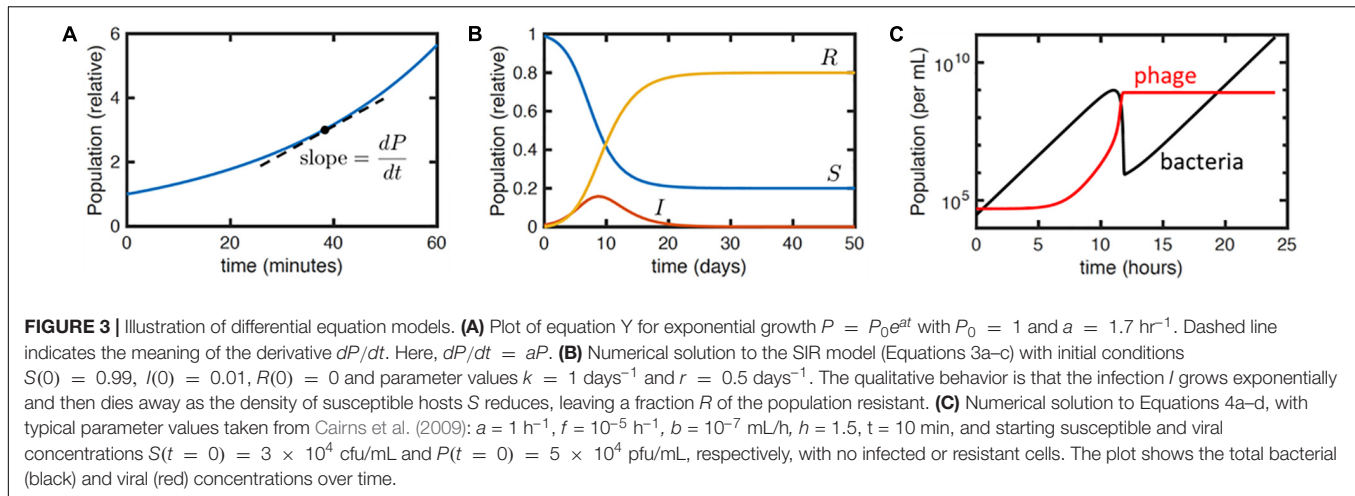 A
Population (relative)
6
4
2
0
0
20
40
60
time (minutes)
slope = dP/dt
B
Population (relative)
1
0.8
0.6
0.4
0.2
0
0
10
20
30
40
50
time (days)
R
S
I
C
Population (per mL)
10^10
10^5
0
5
10
15
20
25
time (hours)
phage
bacteria
FIGURE 3 | Illustration of differential equation models. (A) Plot of equation Y for exponential growth P = P₀e^{at} with P₀ = 1 and a = 1.7 hr⁻¹. Dashed line
indicates the meaning of the derivative dP/dt. Here, dP/dt = aP. (B) Numerical solution to the SIR model (Equations 3a–c) with initial conditions
S(0) = 0.99, I(0) = 0.01, R(0) = 0 and parameter values k = 1 days⁻¹ and r = 0.5 days⁻¹. The qualitative behavior is that the infection I grows exponentially
and then dies away as the density of susceptible hosts S reduces, leaving a fraction R of the population resistant. (C) Numerical solution to Equations 4a–d, with
typical parameter values taken from Cairns et al. (2009): a = 1 h⁻¹, f = 10⁻⁵ h⁻¹, b = 10⁻⁷ mL/h, h = 1.5, t = 10 min, and starting susceptible and viral
concentrations S(t = 0) = 3 × 10⁴ cfu/mL and P(t = 0) = 5 × 10⁴ pfu/mL, respectively, with no infected or resistant cells. The plot shows the total bacterial
(black) and viral (red) concentrations over time.